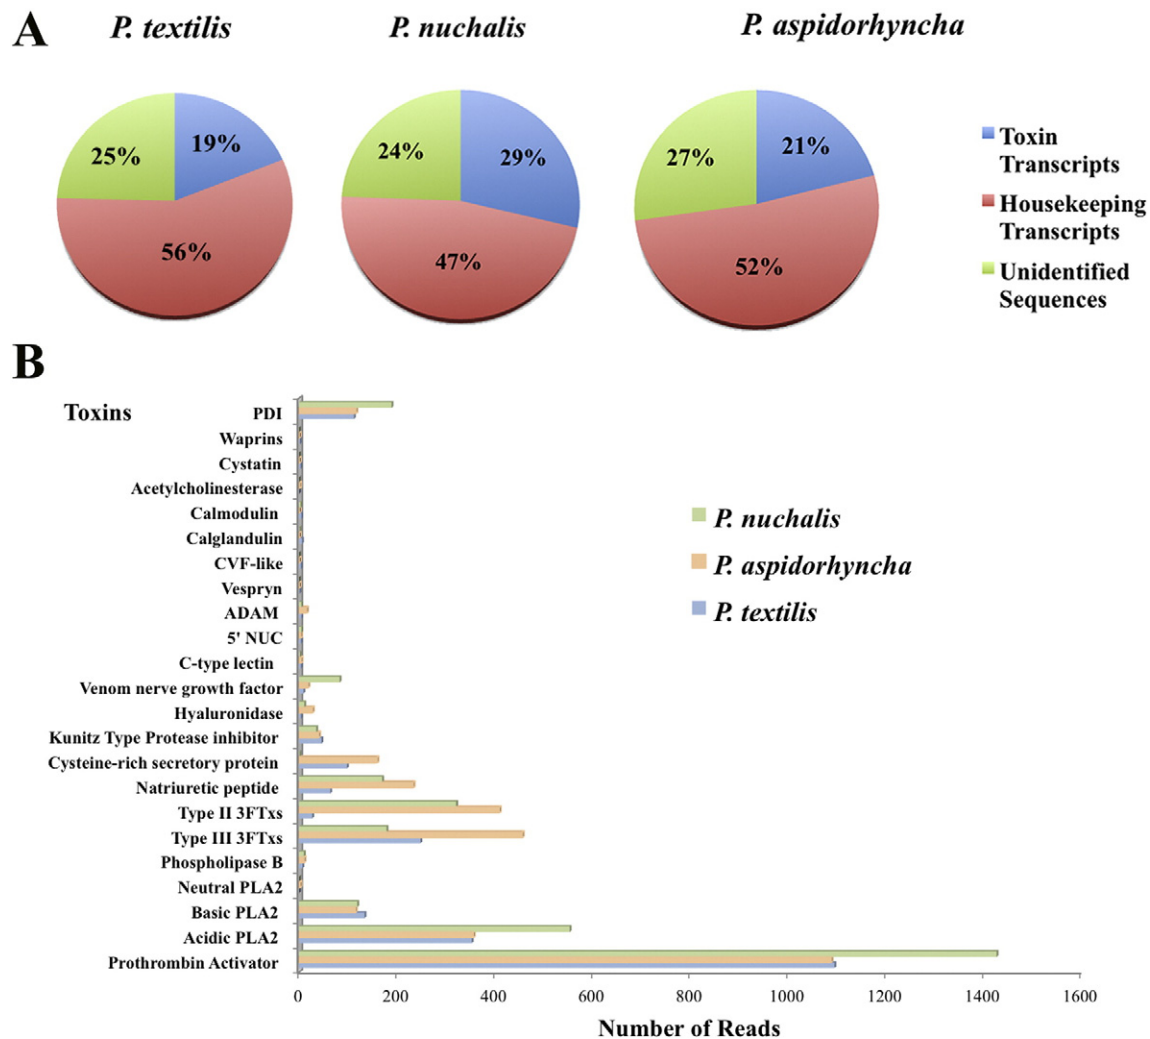 A
P. textilis
P. nuchalis
P. aspidorhyncha
25%
19%
56%
24%
29%
47%
27%
21%
52%
Toxin
Transcripts
Housekeeping
Transcripts
Unidentified
Sequences
B
Toxins
PDI
Waprins
Cystatin
Acetylcholinesterase
Calmodulin
Calglandulin
CVF-like
Vespryn
ADAM
5' NUC
C-type lectin
Venom nerve growth factor
Hyaluronidase
Kunitz Type Protease inhibitor
Cysteine-rich secretory protein
Natriuretic peptide
Type II 3FTxs
Type III 3FTxs
Phospholipase B
Neutral PLA2
Basic PLA2
Acidic PLA2
Prothrombin Activator
P. nuchalis
P. aspidorhyncha
P. textilis
0 200 400 600 800 1000 1200 1400 1600
Number of Reads